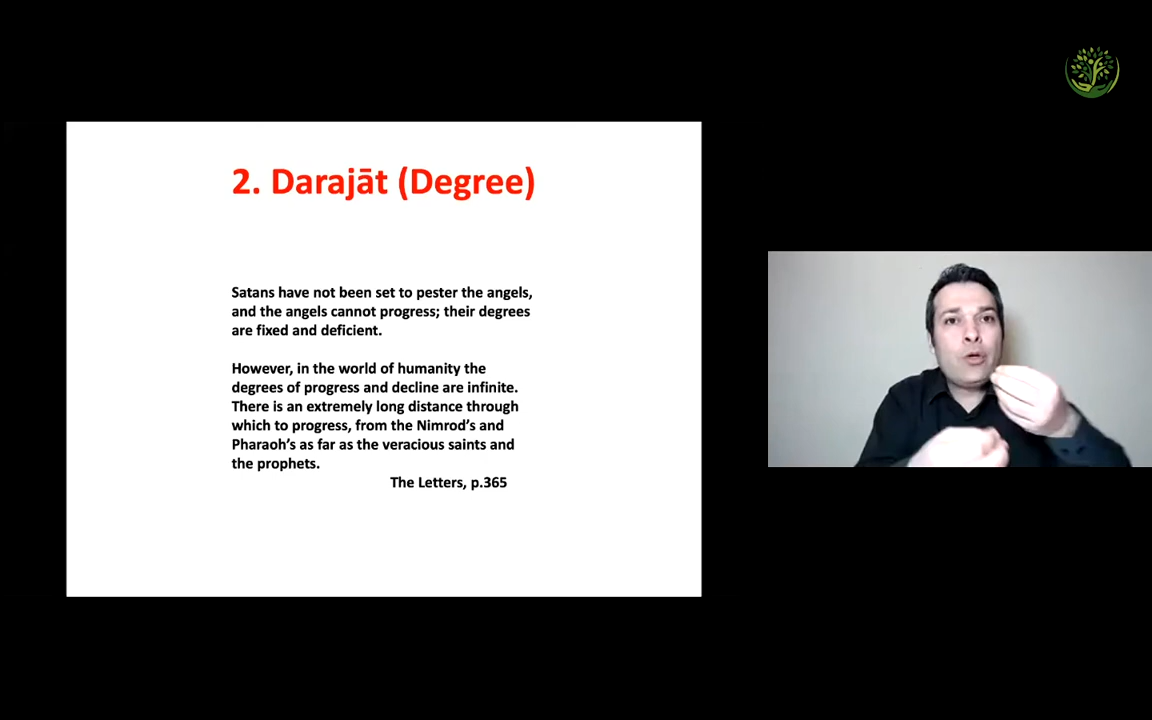 2. Darajāt (Degree)
Satans have not been set to pester the angels,
and the angels cannot progress; their degrees
are fixed and deficient.
However, in the world of humanity the
degrees of progress and decline are infinite.
There is an extremely long distance through
which to progress, from the Nimrod’s and
Pharaoh’s as far as the veracious saints and
the prophets.
The Letters, p.365